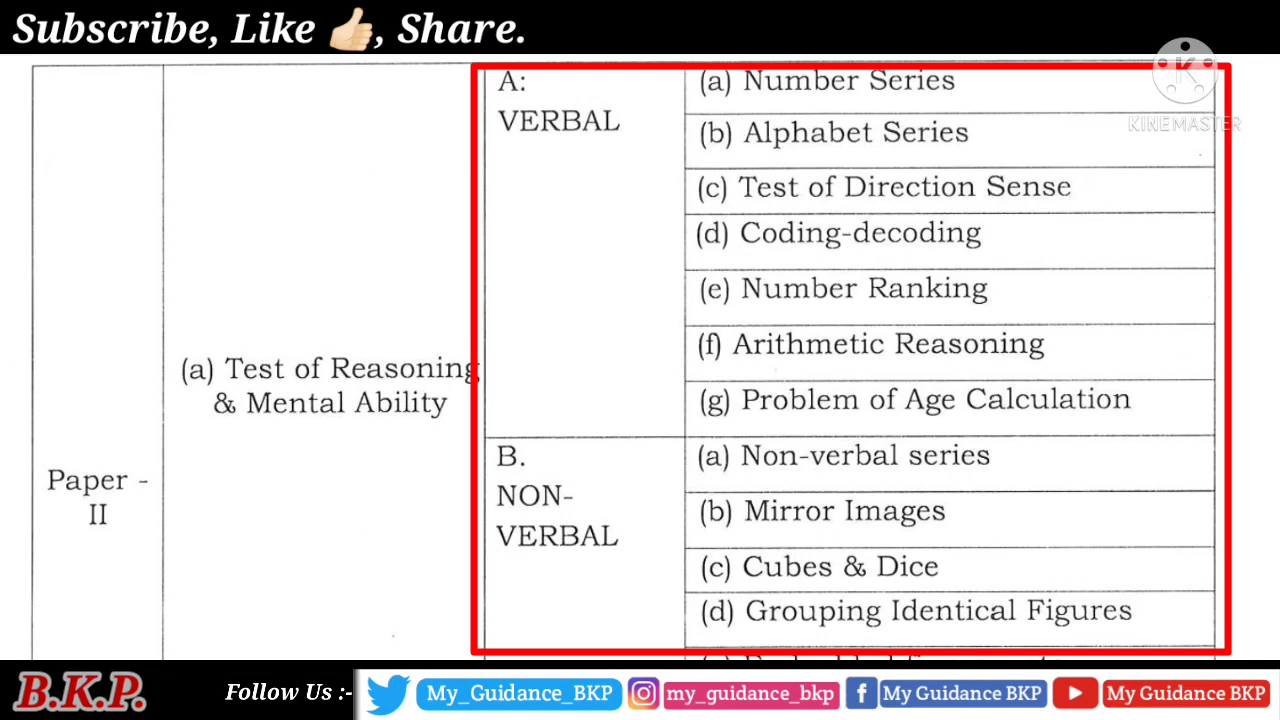 Subscribe, Like 👍🏻, Share.
KINEMASTER
Paper -
II
(a) Test of Reasoning
& Mental Ability
A:
VERBAL
(a) Number Series
(b) Alphabet Series
(c) Test of Direction Sense
(d) Coding-decoding
(e) Number Ranking
(f) Arithmetic Reasoning
(g) Problem of Age Calculation
B.
NON-
VERBAL
(a) Non-verbal series
(b) Mirror Images
(c) Cubes & Dice
(d) Grouping Identical Figures
B.K.P.
Follow Us :-
My_Guidance_BKP
my_guidance_bkp
My Guidance BKP
My Guidance BKP